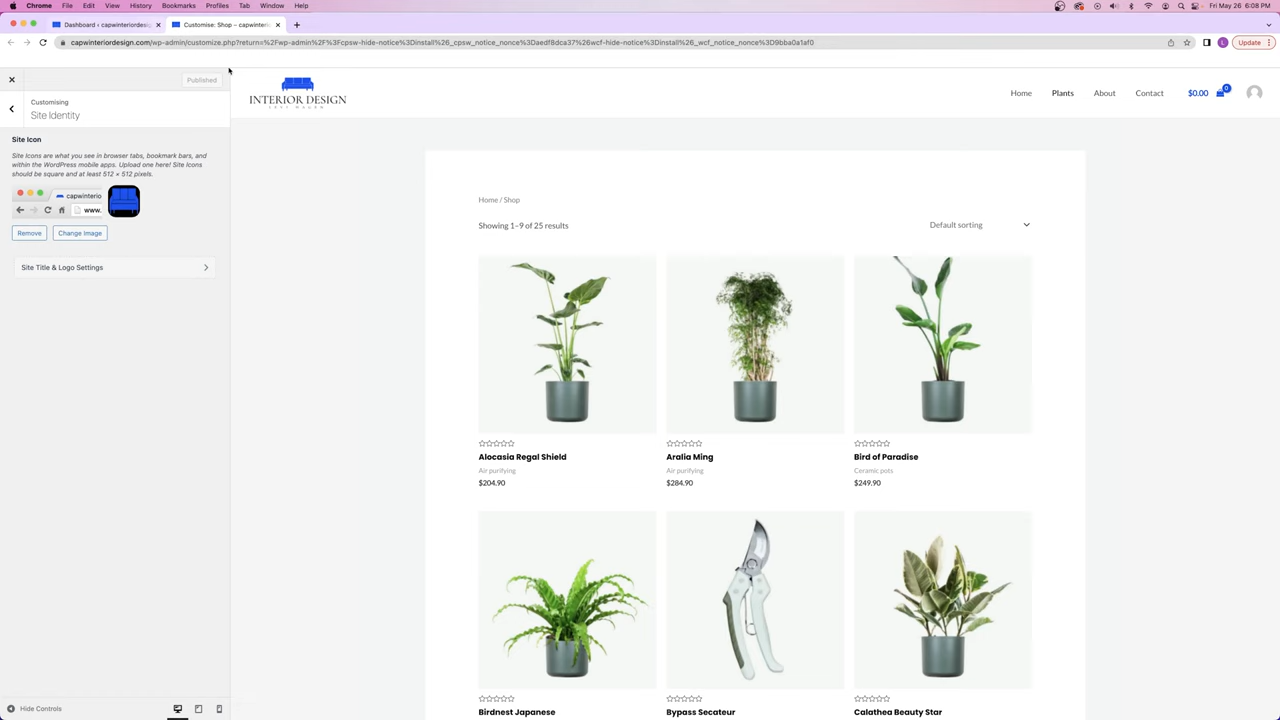 Chrome File Edit View History Bookmarks Profiles Tab Window Help Fri May 26 6:08 PM
Dashboard ‹ capwinteriordesig Customise: Shop – capwinterior
capwinteriordesign.com/wp-admin/customize.php?return=%2Fwp-admin%2F%3Fcpsw-hide-notice%3Dinstall%26_cpsw_notice_nonce%3Daedf8dca37%26wcf-hide-notice%3Dinstall%26_wcf_notice_nonce%3D9bba0a1af0 L Update
Published
Customising
Site Identity
Site Icon
Site Icons are what you see in browser tabs, bookmark bars, and
within the WordPress mobile apps. Upload one here! Site Icons
should be square and at least 512 × 512 pixels.
capwinterio
www.
Remove Change Image
Site Title & Logo Settings
Hide Controls
INTERIOR DESIGN
Home Plants About Contact $0.00 0
Home / Shop
Showing 1–9 of 25 results Default sorting
Alocasia Regal Shield Aralia Ming Bird of Paradise
Air purifying Air purifying Ceramic pots
$204.90 $284.90 $249.90
Birdnest Japanese Bypass Secateur Calathea Beauty Star